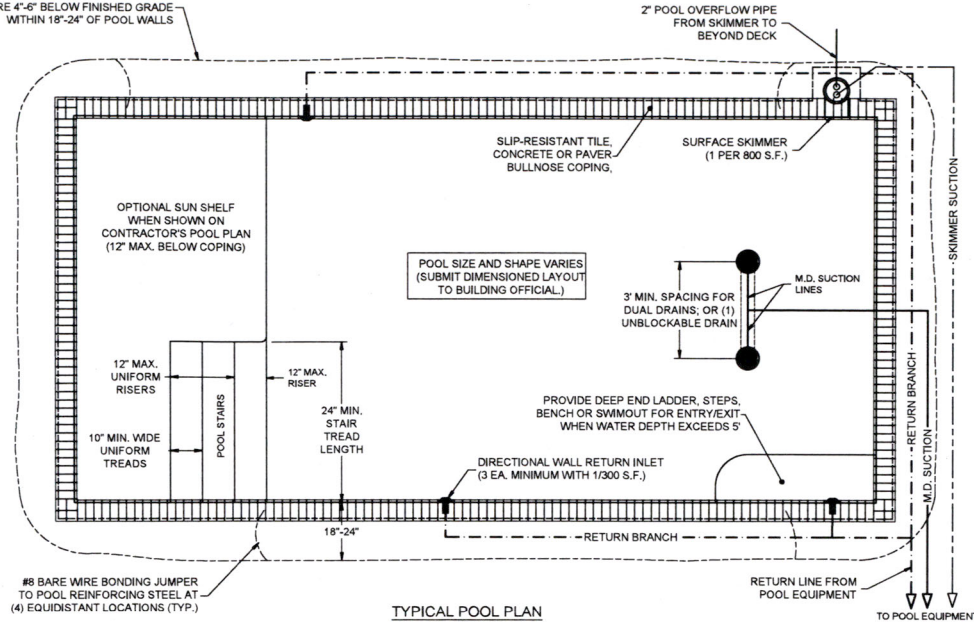 4"-6" BELOW FINISHED GRADE
WITHIN 18"-24" OF POOL WALLS
2" POOL OVERFLOW PIPE
FROM SKIMMER TO
BEYOND DECK
SLIP-RESISTANT TILE,
CONCRETE OR PAVER
BULLNOSE COPING,
SURFACE SKIMMER
(1 PER 800 S.F.)
SKIMMER SUCTION
OPTIONAL SUN SHELF
WHEN SHOWN ON
CONTRACTOR'S POOL PLAN
(12" MAX. BELOW COPING)
POOL SIZE AND SHAPE VARIES
(SUBMIT DIMENSIONED LAYOUT
TO BUILDING OFFICIAL.)
3' MIN. SPACING FOR
DUAL DRAINS; OR (1)
UNBLOCKABLE DRAIN
M.D. SUCTION
LINES
12" MAX.
UNIFORM
RISERS
12" MAX.
RISER
10" MIN. WIDE
UNIFORM
TREADS
POOL STAIRS
24" MIN.
STAIR
TREAD
LENGTH
PROVIDE DEEP END LADDER, STEPS,
BENCH OR SWIMOUT FOR ENTRY/EXIT
WHEN WATER DEPTH EXCEEDS 5'
RETURN BRANCH
M.D. SUCTION
DIRECTIONAL WALL RETURN INLET
(3 EA. MINIMUM WITH 1/300 S.F.)
18"-24"
RETURN BRANCH
#8 BARE WIRE BONDING JUMPER
TO POOL REINFORCING STEEL AT
(4) EQUIDISTANT LOCATIONS (TYP.)
RETURN LINE FROM
POOL EQUIPMENT
TYPICAL POOL PLAN
TO POOL EQUIPMENT